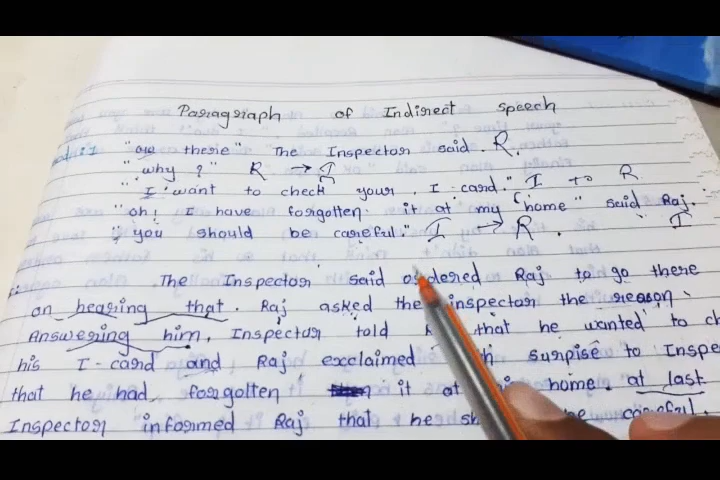 Paragraph of Indirect speech
"Go there" The Inspector said. R.
"Why ?" R → I
"I want to check your I-card." I to R
"oh! I have forgotten it at my home" said Raj.
"you should be careful." I → R. I
The Inspector said ordered Raj to go there
on hearing that. Raj asked the inspector the reason
Answering him, Inspector told that he wanted to
his I-card and Raj exclaimed surpise to
that he had forgotten it at home at last
Inspector informed Raj that he careful.